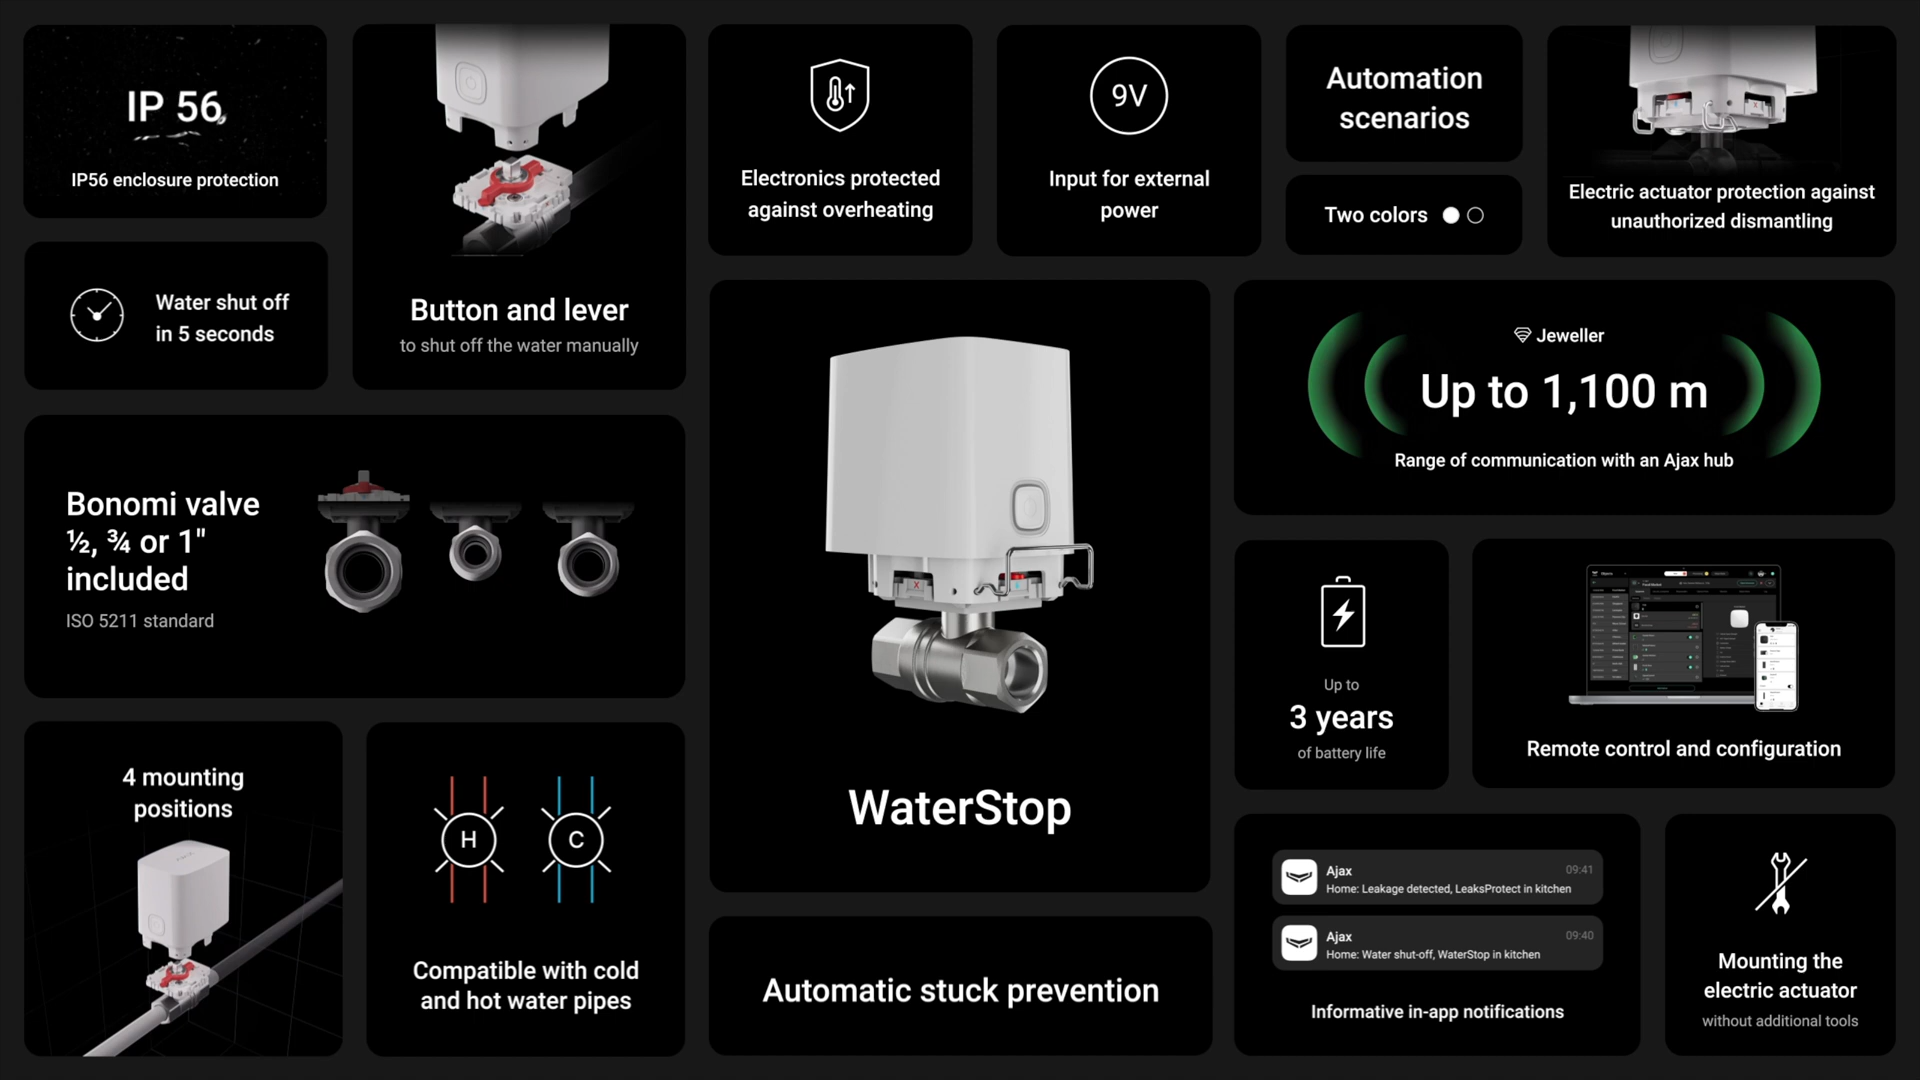 IP 56
IP56 enclosure protection
Water shut off
in 5 seconds
Button and lever
to shut off the water manually
Electronics protected
against overheating
9V
Input for external
power
Automation
scenarios
Two colors
Electric actuator protection against
unauthorized dismantling
Bonomi valve
½, ¾ or 1"
included
ISO 5211 standard
WaterStop
Jeweller
Up to 1,100 m
Range of communication with an Ajax hub
Up to
3 years
of battery life
Remote control and configuration
4 mounting
positions
H
C
Compatible with cold
and hot water pipes
Automatic stuck prevention
Ajax
09:41
Home: Leakage detected, LeaksProtect in kitchen
Ajax
09:40
Home: Water shut-off, WaterStop in kitchen
Informative in-app notifications
Mounting the
electric actuator
without additional tools